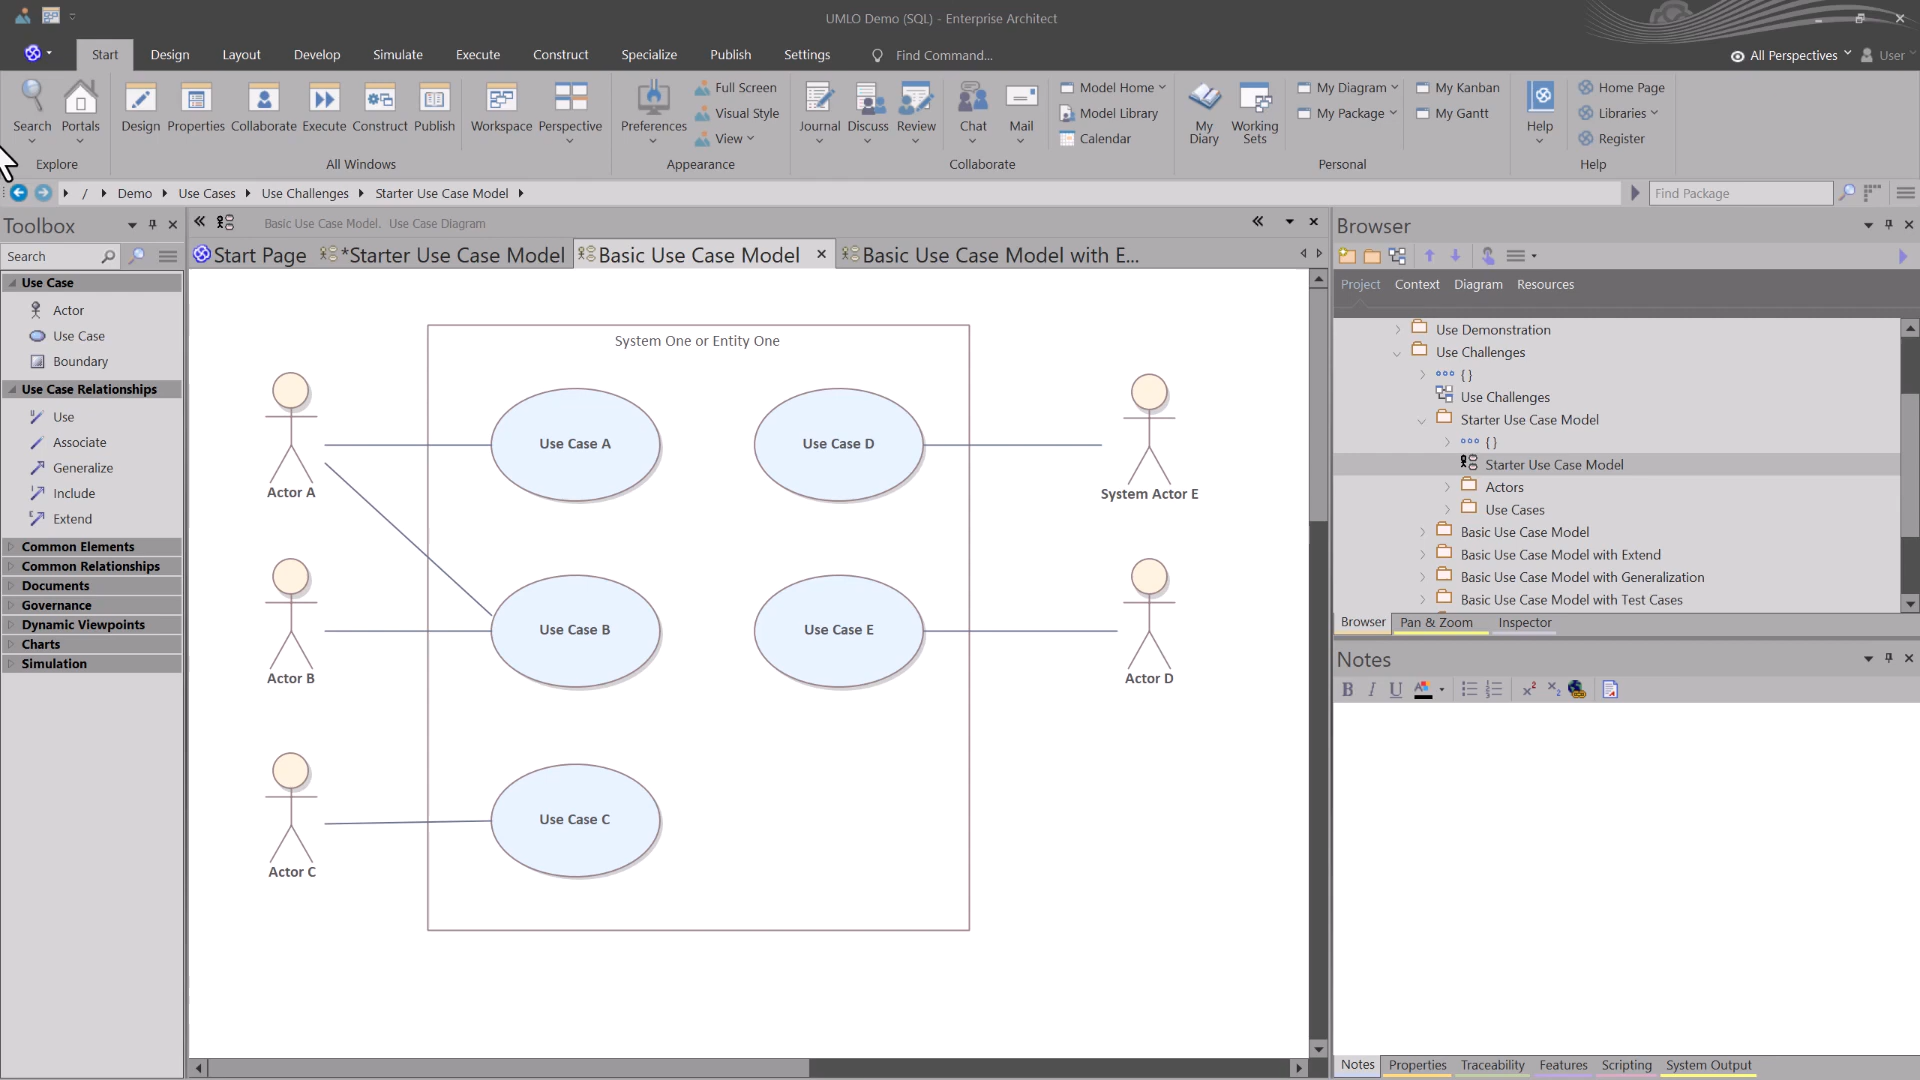 UMLO Demo (SQL) - Enterprise Architect
Start Design Layout Develop Simulate Execute Construct Specialize Publish Settings Find Command... All Perspectives User
Search Portals Design Properties Collaborate Execute Construct Publish Workspace Perspective Preferences Full Screen Visual Style View Journal Discuss Review Chat Mail Model Home Model Library Calendar My Diary Working Sets My Diagram My Package My Kanban My Gantt Help Home Page Libraries Register
Explore All Windows Appearance Collaborate Personal Help
/ Demo Use Cases Use Challenges Starter Use Case Model Find Package
Toolbox
Search
Use Case
Actor
Use Case
Boundary
Use Case Relationships
Use
Associate
Generalize
Include
Extend
Common Elements
Common Relationships
Documents
Governance
Dynamic Viewpoints
Charts
Simulation
Basic Use Case Model. Use Case Diagram
Start Page *Starter Use Case Model Basic Use Case Model Basic Use Case Model with E...
System One or Entity One
Use Case A Use Case D
Actor A System Actor E
Use Case B Use Case E
Actor B Actor D
Use Case C
Actor C
Browser
Project Context Diagram Resources
Use Demonstration
Use Challenges
{ }
Use Challenges
Starter Use Case Model
{ }
Starter Use Case Model
Actors
Use Cases
Basic Use Case Model
Basic Use Case Model with Extend
Basic Use Case Model with Generalization
Basic Use Case Model with Test Cases
Browser Pan & Zoom Inspector
Notes
B I U A x² x₂
Notes Properties Traceability Features Scripting System Output